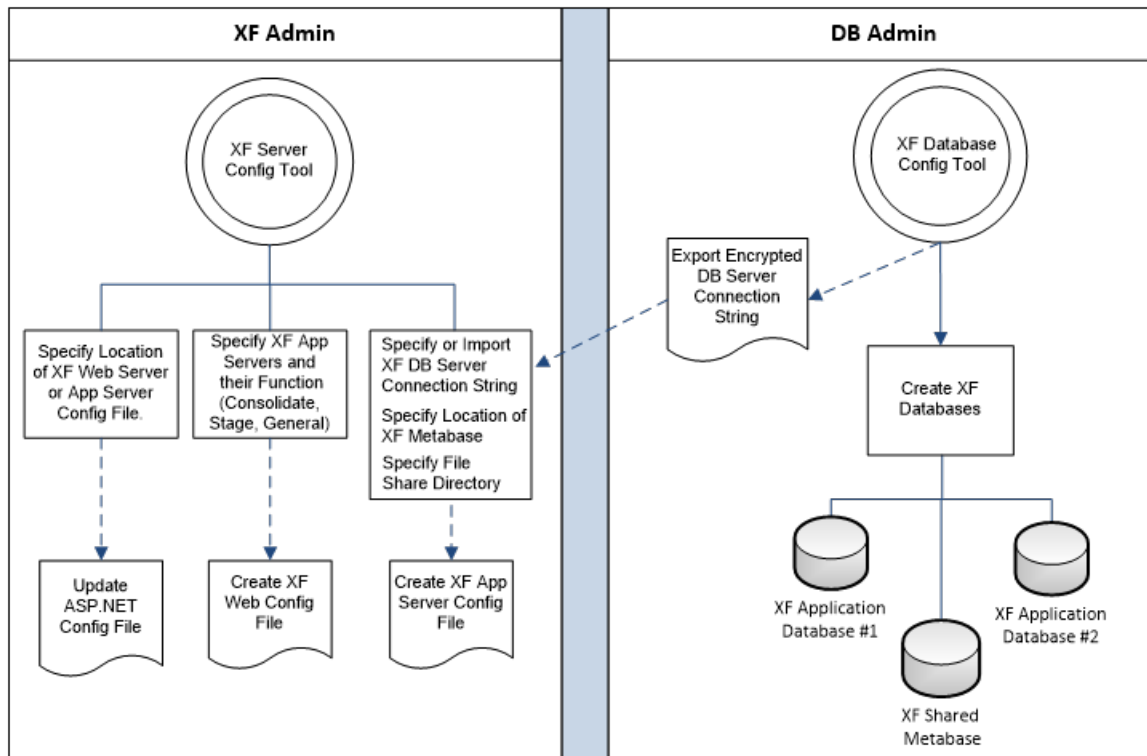 XF Admin
DB Admin
XF Server
Config Tool
XF Database
Config Tool
Export Encrypted
DB Server
Connection
String
Specify Location
of XF Web Server
or App Server
Config File.
Specify XF App
Servers and
their Function
(Consolidate,
Stage, General)
Specify or Import
XF DB Server
Connection String
Specify Location of
XF Metabase
Specify File
Share Directory
Create XF
Databases
Update
ASP.NET
Config File
Create XF
Web Config
File
Create XF App
Server Config
File
XF Application
Database #1
XF Application
Database #2
XF Shared
Metabase